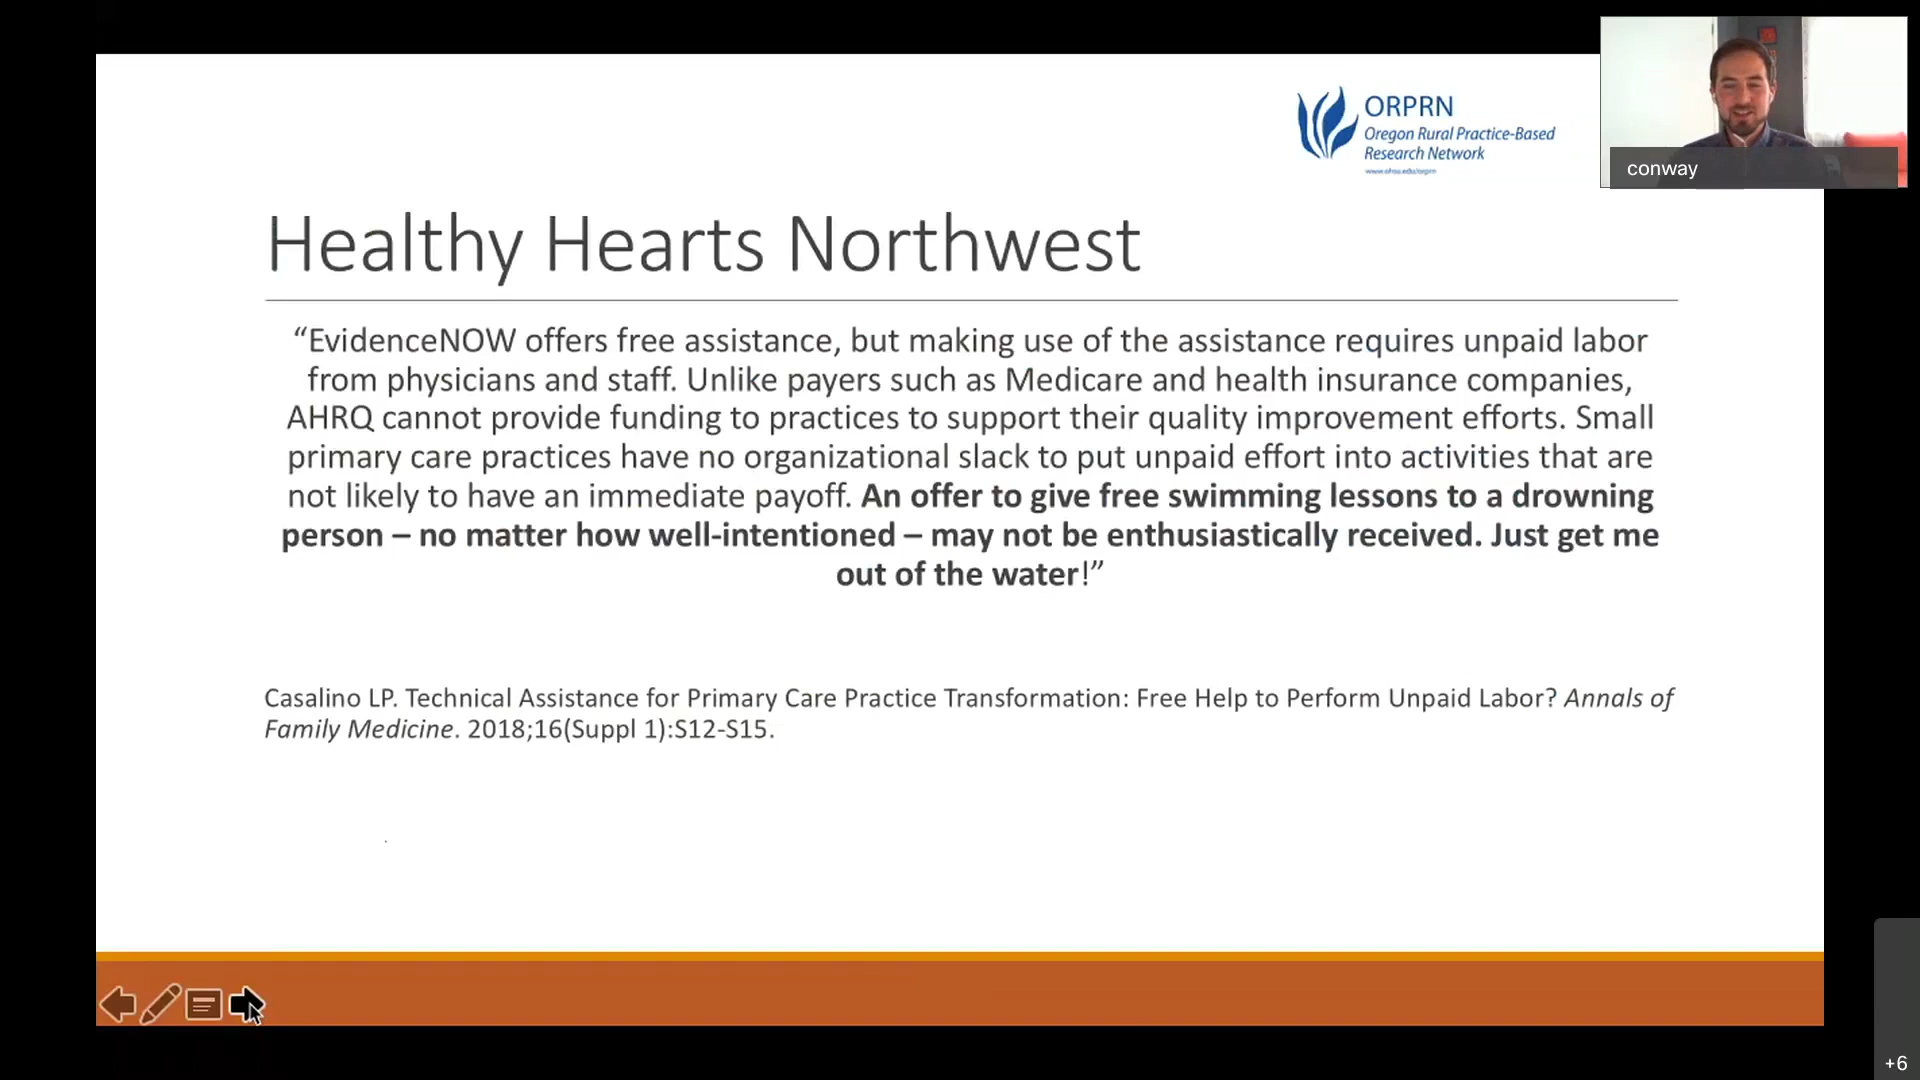 ORPRN
Oregon Rural Practice-Based
Research Network
www.ohsu.edu/orprn
conway
Healthy Hearts Northwest
“EvidenceNOW offers free assistance, but making use of the assistance requires unpaid labor
from physicians and staff. Unlike payers such as Medicare and health insurance companies,
AHRQ cannot provide funding to practices to support their quality improvement efforts. Small
primary care practices have no organizational slack to put unpaid effort into activities that are
not likely to have an immediate payoff. An offer to give free swimming lessons to a drowning
person – no matter how well-intentioned – may not be enthusiastically received. Just get me
out of the water!”
Casalino LP. Technical Assistance for Primary Care Practice Transformation: Free Help to Perform Unpaid Labor? Annals of
Family Medicine. 2018;16(Suppl 1):S12-S15.
+6